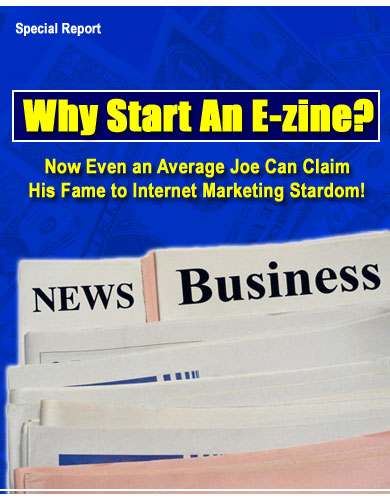 Special Report
Why Start An E-zine?
Now Even an Average Joe Can Claim
His Fame to Internet Marketing Stardom!
NEWS
Business